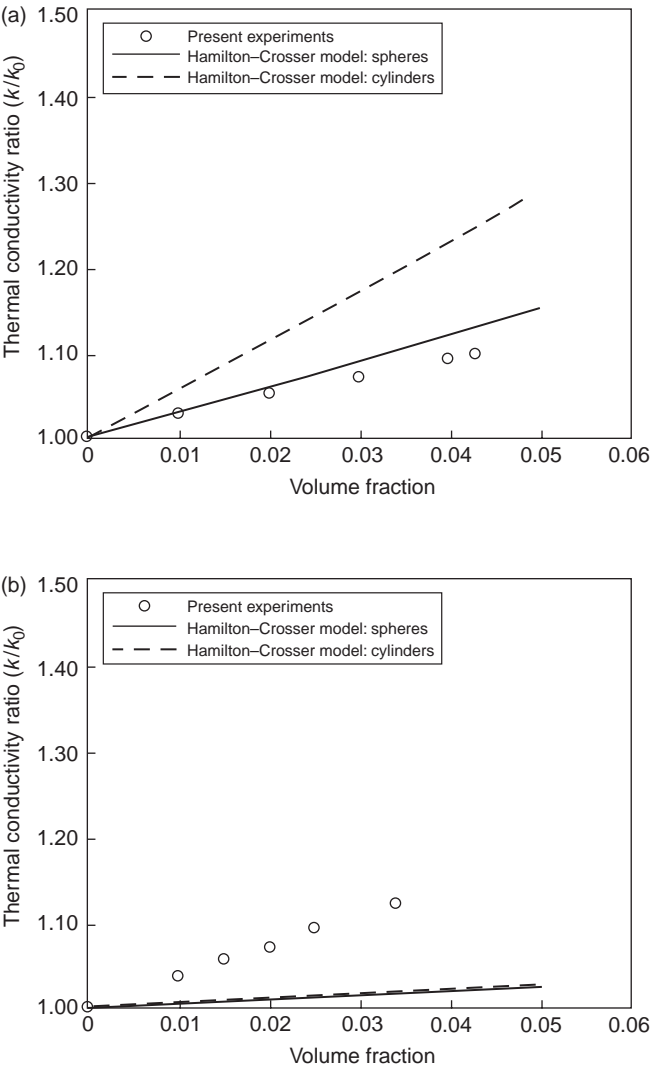 (a)
1.50
1.40
1.30
1.20
1.10
1.00
Thermal conductivity ratio (k/k0)
Present experiments
Hamilton–Crosser model: spheres
Hamilton–Crosser model: cylinders
0 0.01 0.02 0.03 0.04 0.05 0.06
Volume fraction
(b)
1.50
1.40
1.30
1.20
1.10
1.00
Thermal conductivity ratio (k/k0)
Present experiments
Hamilton–Crosser model: spheres
Hamilton–Crosser model: cylinders
0 0.01 0.02 0.03 0.04 0.05 0.06
Volume fraction